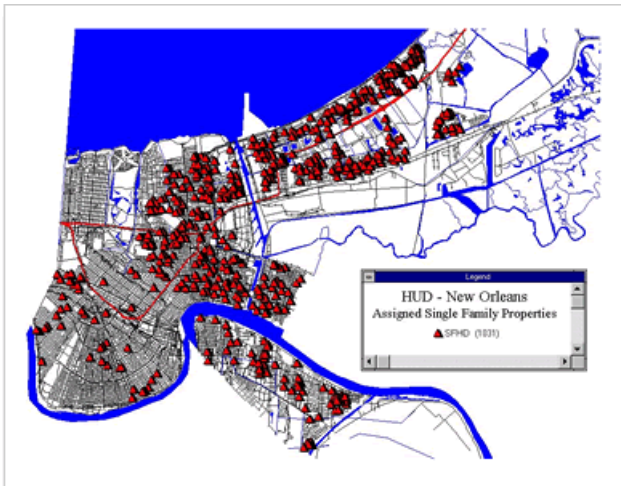 Legend
HUD - New Orleans
Assigned Single Family Properties
SFHD (1031)